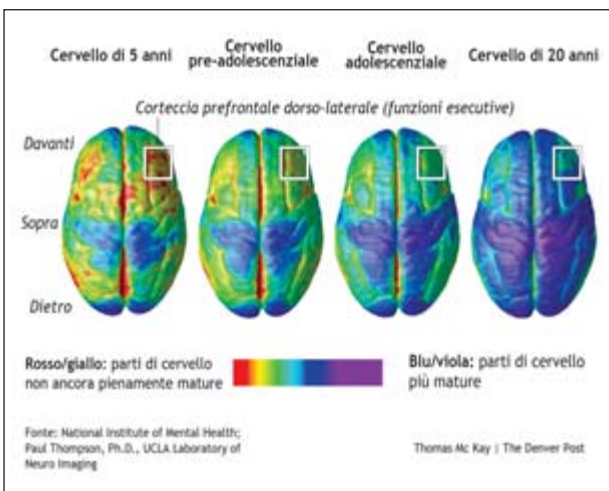 Cervello di 5 anni
Cervello
pre-adolescenziale
Cervello
adolescenziale
Cervello di 20 anni
Corteccia prefrontale dorso-laterale (funzioni esecutive)
Davanti
Sopra
Dietro
Rosso/giallo: parti di cervello
non ancora pienamente mature
Blu/viola: parti di cervello
più mature
Fonte: National Institute of Mental Health;
Paul Thompson, Ph.D., UCLA Laboratory of
Neuro Imaging
Thomas Mc Kay | The Denver Post